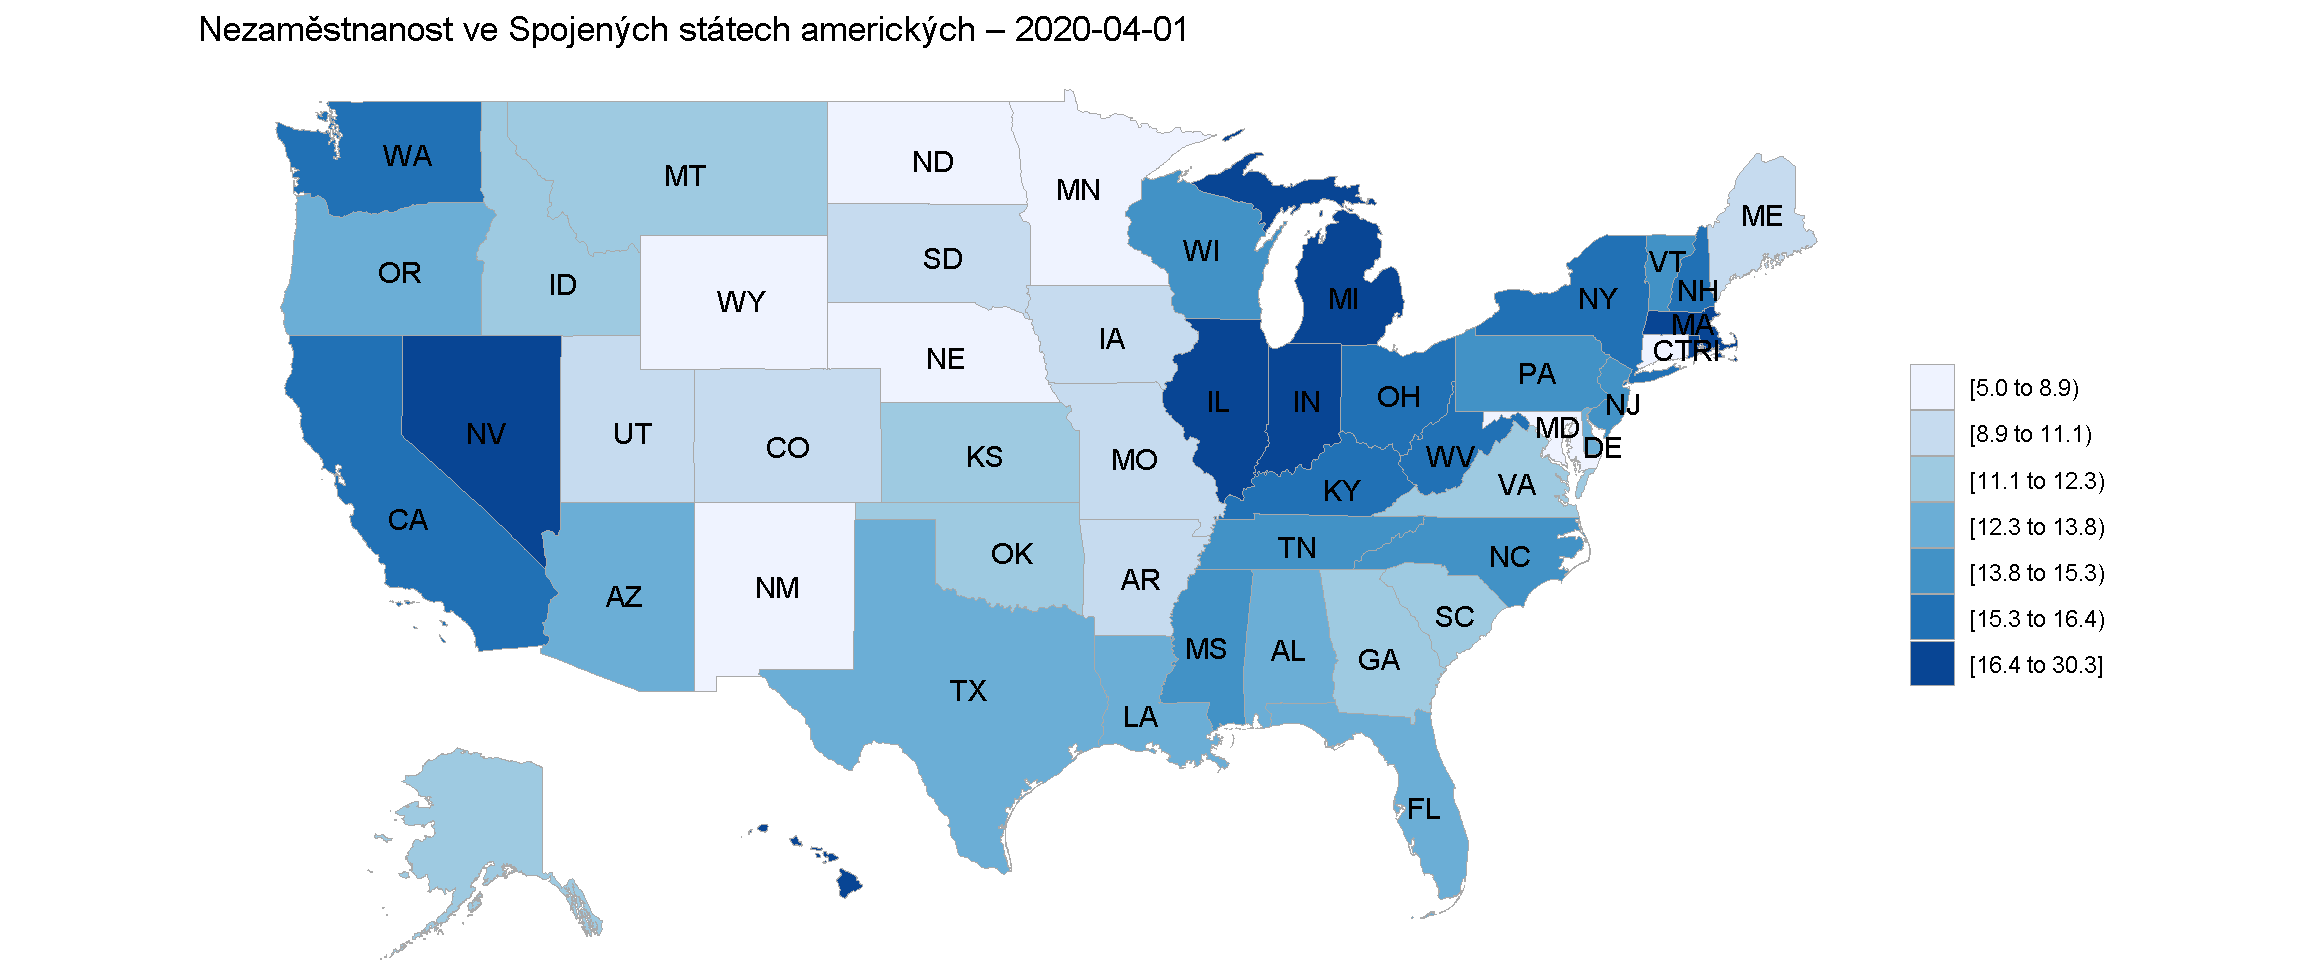 Nezaměstnanost ve Spojených státech amerických – 2020-04-01
WA
MT
ND
MN
ME
OR
ID
WY
SD
WI
MI
NY
VT
NH
MA
CT
RI
IA
NE
PA
NJ
NV
UT
CO
KS
MO
IL
IN
OH
WV
MD
DE
VA
KY
CA
AZ
NM
OK
AR
TN
NC
SC
TX
LA
MS
AL
GA
FL
[5.0 to 8.9)
[8.9 to 11.1)
[11.1 to 12.3)
[12.3 to 13.8)
[13.8 to 15.3)
[15.3 to 16.4)
[16.4 to 30.3]